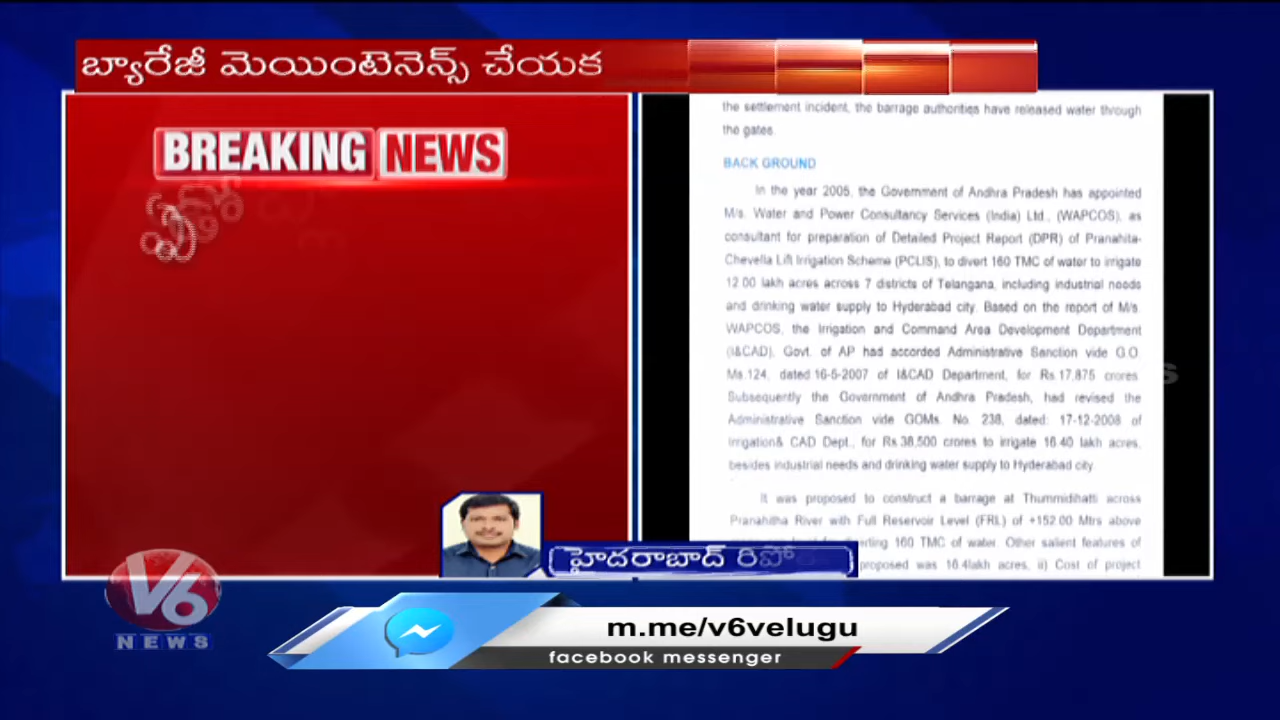 బ్యారేజీ మెయింటెనెన్స్ చేయక
BREAKING NEWS
the settlement incident, the barrage authorities have released water through
the gates.
BACK GROUND
In the year 2005, the Government of Andhra Pradesh has appointed
M/s. Water and Power Consultancy Services (India) Ltd., (WAPCOS), as
consultant for preparation of Detailed Project Report (DPR) of Pranahita-
Chevella Lift Irrigation Scheme (PCLIS), to divert 160 TMC of water to irrigate
12.00 lakh acres across 7 districts of Telangana, including industrial needs
and drinking water supply to Hyderabad city. Based on the report of M/s.
WAPCOS, the Irrigation and Command Area Development Department
(I&CAD), Govt. of AP had accorded Administrative Sanction vide G.O
Ms.124, dated:16-5-2007 of I&CAD Department, for Rs.17,875 crores.
Subsequently the Government of Andhra Pradesh, had revised the
Administrative Sanction vide GOMs. No. 238, dated: 17-12-2008 of
Irrigation& CAD Dept., for Rs.38,500 crores to irrigate 16.40 lakh acres,
besides industrial needs and drinking water supply to Hyderabad city.
It was proposed to construct a barrage at Thummidihatti across
Pranahitha River with Full Reservoir Level (FRL) of +152.00 Mtrs above
160 TMC of water. Other salient features of
proposed was 16.4lakh acres, ii) Cost of project
హైదరాబాద్ రిపో
V6
NEWS
m.me/v6velugu
facebook messenger